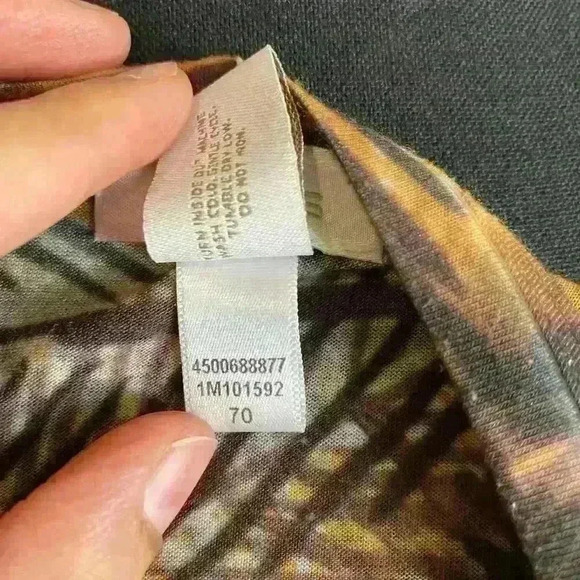 TURN INSIDE OUT. MACHINE
WASH COLD. GENTLE CYCLE.
TUMBLE DRY LOW.
DO NOT IRON.
4500688877
1M101592
70